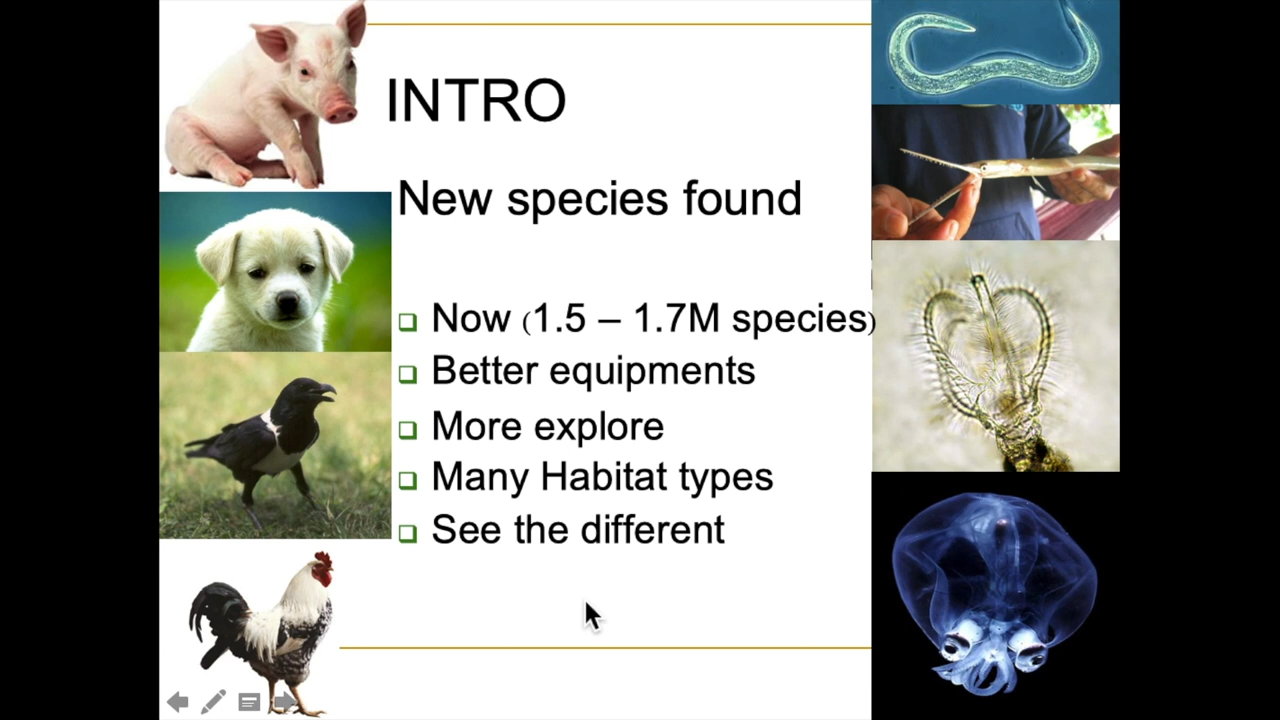 INTRO
New species found
Now (1.5 – 1.7M species)
Better equipments
More explore
Many Habitat types
See the different